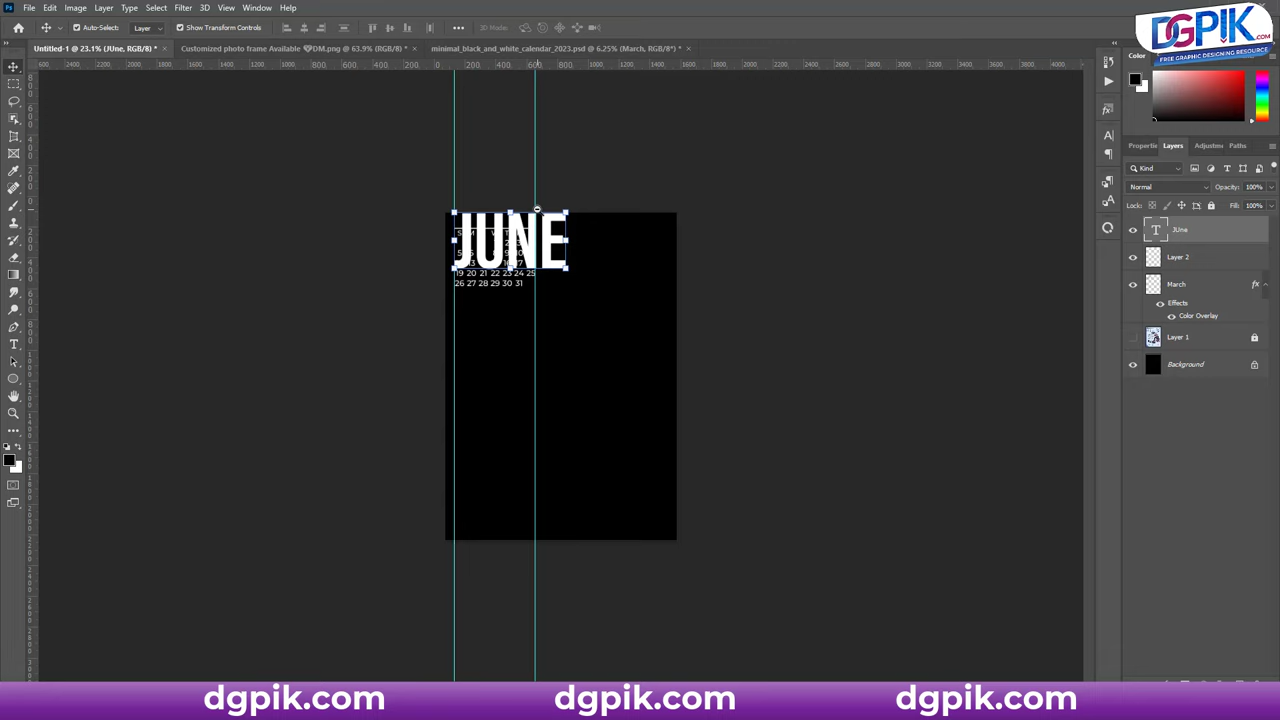 Ps File Edit Image Layer Type Select Filter 3D View Window Help
Auto-Select: Layer Show Transform Controls 3D Mode:
Untitled-1 @ 23.1% (JUne, RGB/8) * × Customized photo frame Available DM.png @ 63.9% (RGB/8*) * × minimal_black_and_white_calendar_2023.psd @ 6.25% (March, RGB/8*) * ×
DGPIK
.COM
FREE GRAPHIC DESIGNING RESOURCE
Color
Properties Layers Adjustments Paths
Kind
Normal Opacity: 100%
Lock: Fill: 100%
JUne
Layer 2
March fx
Effects
Color Overlay
Layer 1
Background
JUNE
19 20 21 22 23 24 25
26 27 28 29 30 31
dgpik.com dgpik.com dgpik.com